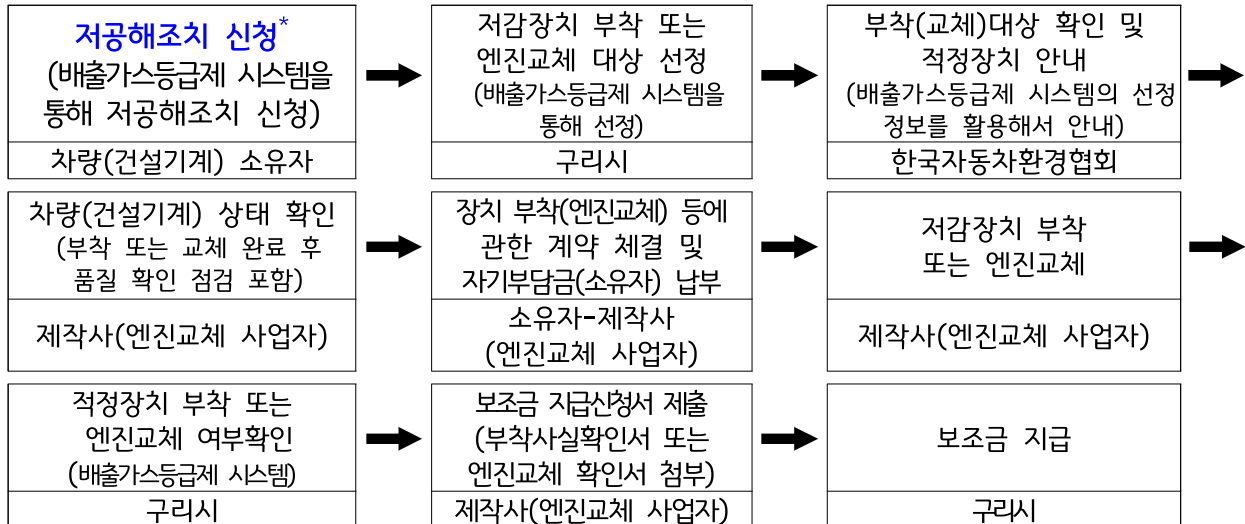 저공해조치 신청*
(배출가스등급제 시스템을
통해 저공해조치 신청)
차량(건설기계) 소유자
저감장치 부착 또는
엔진교체 대상 선정
(배출가스등급제 시스템을
통해 선정)
구리시
부착(교체)대상 확인 및
적정장치 안내
(배출가스등급제 시스템의 선정
정보를 활용해서 안내)
한국자동차환경협회
차량(건설기계) 상태 확인
(부착 또는 교체 완료 후
품질 확인 점검 포함)
제작사(엔진교체 사업자)
장치 부착(엔진교체) 등에
관한 계약 체결 및
자기부담금(소유자) 납부
소유자-제작사
(엔진교체 사업자)
저감장치 부착
또는 엔진교체
제작사(엔진교체 사업자)
적정장치 부착 또는
엔진교체 여부확인
(배출가스등급제 시스템)
구리시
보조금 지급신청서 제출
(부착사실확인서 또는
엔진교체 확인서 첨부)
제작사(엔진교체 사업자)
보조금 지급
구리시